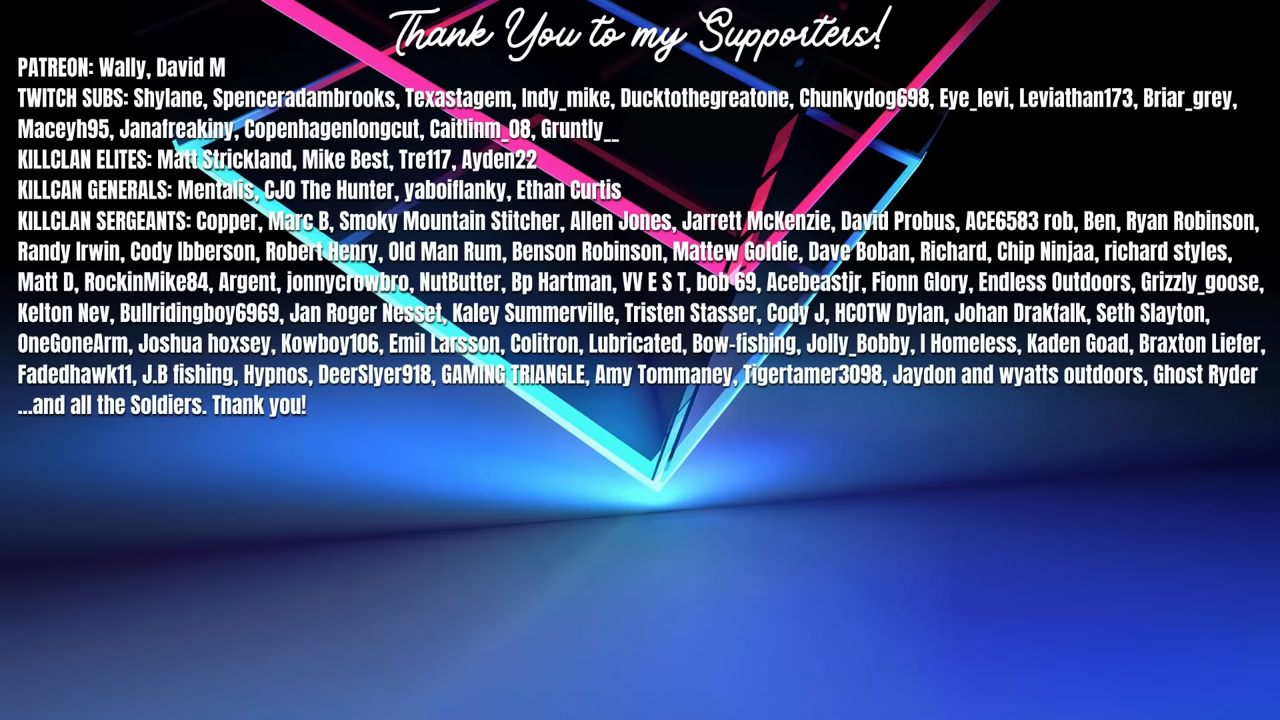 Thank You to my Supporters!
PATREON: Wally, David M
TWITCH SUBS: Shylane, Spenceradambrooks, Texastagem, Indy_mike, Ducktothegreatone, Chunkydog698, Eye_levi, Leviathan173, Briar_grey,
Maceyh95, Janafreakiny, Copenhagenlongcut, Caitlinm_08, Gruntly__
KILLCLAN ELITES: Matt Strickland, Mike Best, Tre117, Ayden22
KILLCAN GENERALS: Mentalis, CJO The Hunter, yaboiflanky, Ethan Curtis
KILLCLAN SERGEANTS: Copper, Marc B, Smoky Mountain Stitcher, Allen Jones, Jarrett McKenzie, David Probus, ACE6583 rob, Ben, Ryan Robinson,
Randy Irwin, Cody Ibberson, Robert Henry, Old Man Rum, Benson Robinson, Mattew Goldie, Dave Boban, Richard, Chip Ninjaa, richard styles,
Matt D, RockinMike84, Argent, jonnycrowbro, NutButter, Bp Hartman, VV E S T, bob 69, Acebeastjr, Fionn Glory, Endless Outdoors, Grizzly_goose,
Kelton Nev, Bullridingboy6969, Jan Roger Nesset, Kaley Summerville, Tristen Stasser, Cody J, HCOTW Dylan, Johan Drakfalk, Seth Slayton,
OneGoneArm, Joshua hoxsey, Kowboy106, Emil Larsson, Colitron, Lubricated, Bow-fishing, Jolly_Bobby, I Homeless, Kaden Goad, Braxton Liefer,
Fadedhawk11, J.B fishing, Hypnos, DeerSlyer918, GAMING TRIANGLE, Amy Tommaney, Tigertamer3098, Jaydon and wyatts outdoors, Ghost Ryder
...and all the Soldiers. Thank you!